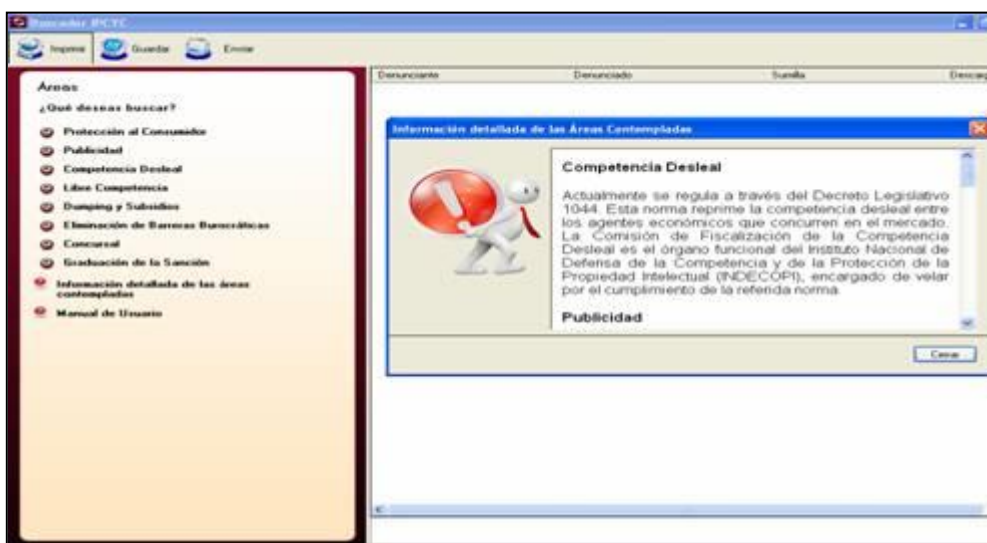 Buscador IPCYC
Imprimir Guardar Enviar
Áreas
¿Qué deseas buscar?
Protección al Consumidor
Publicidad
Competencia Desleal
Libre Competencia
Dumping y Subsidios
Eliminación de Barreras Burocráticas
Concursal
Graduación de la Sanción
Información detallada de las áreas
contempladas
Manual de Usuario
Denunciante Denunciado Sumilla Descarg
Información detallada de las Áreas Contempladas
Competencia Desleal
Actualmente se regula a través del Decreto Legislativo
1044. Esta norma reprime la competencia desleal entre
los agentes económicos que concurren en el mercado.
La Comisión de Fiscalización de la Competencia
Desleal es el órgano funcional del Instituto Nacional de
Defensa de la Competencia y de la Protección de la
Propiedad Intelectual (INDECOPI), encargado de velar
por el cumplimiento de la referida norma.
Publicidad
Cerrar